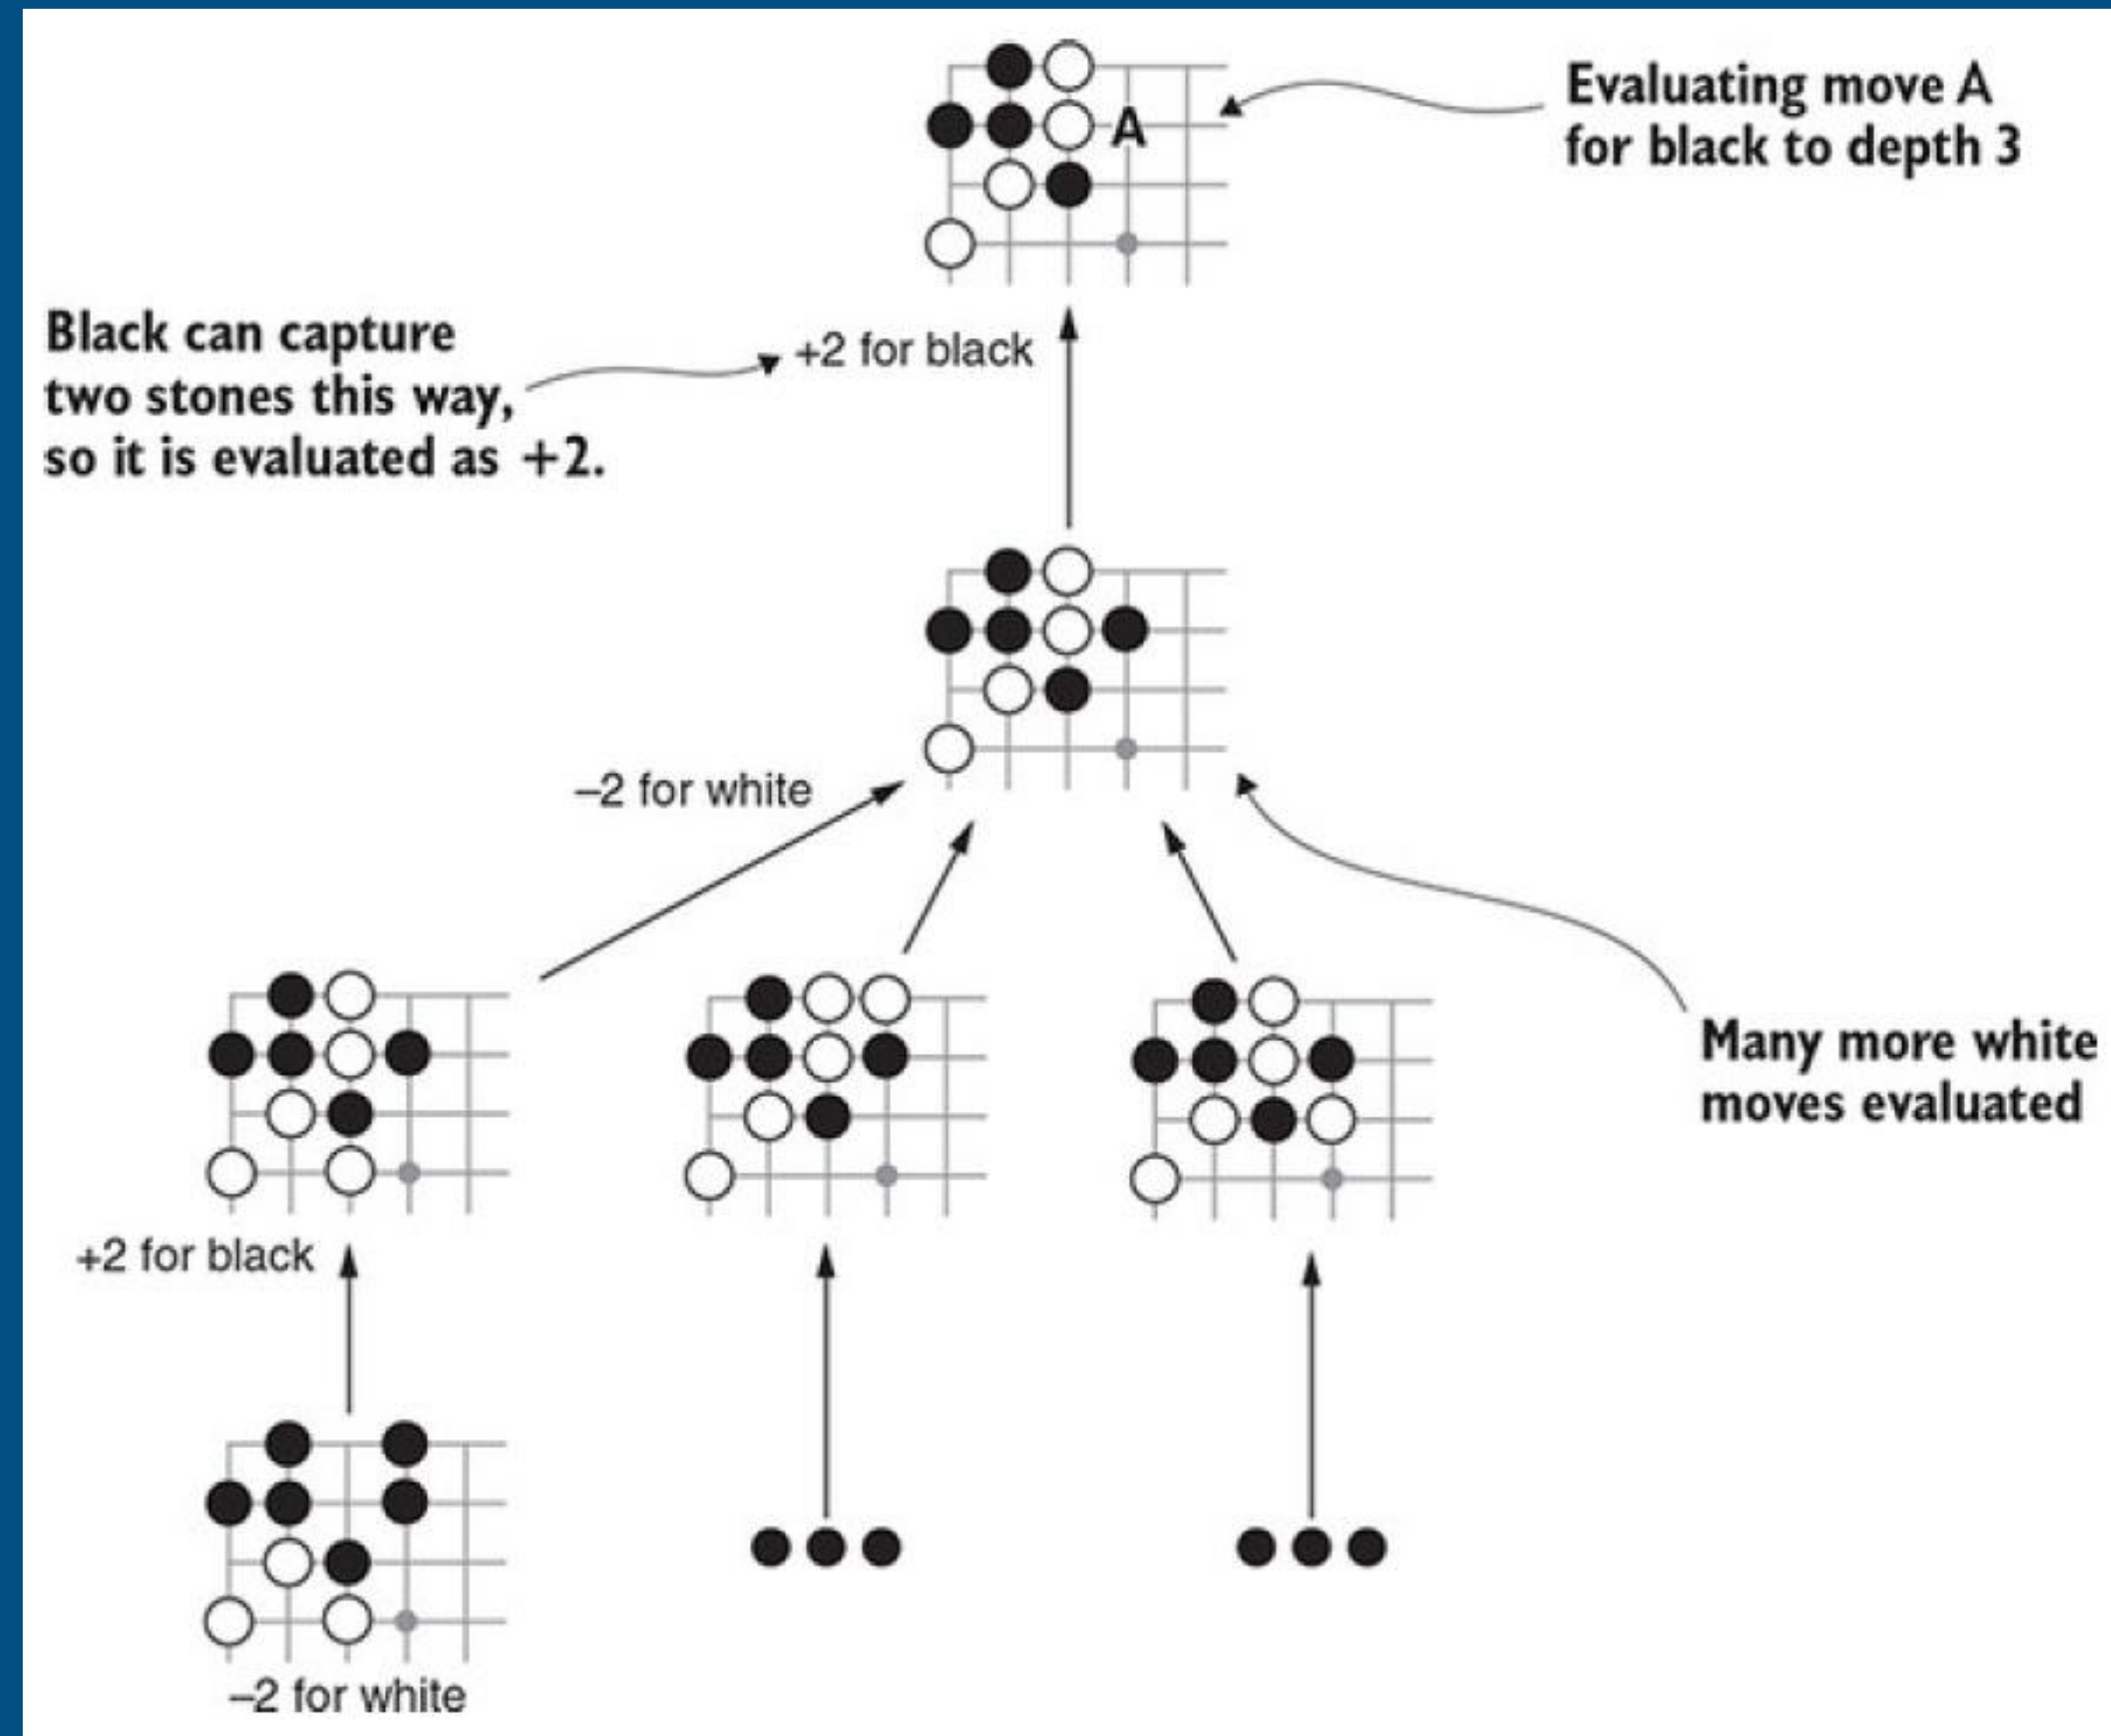 A
Evaluating move A
for black to depth 3
Black can capture
two stones this way,
so it is evaluated as +2.
+2 for black
–2 for white
Many more white
moves evaluated
+2 for black
–2 for white